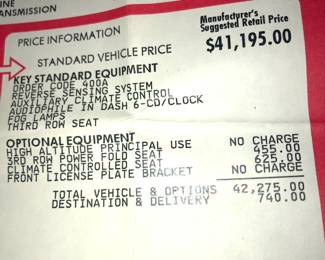 INE
ANSMISSION
Manufacturer's
Suggested Retail Price
PRICE INFORMATION
STANDARD VEHICLE PRICE $41,195.00
KEY STANDARD EQUIPMENT
ORDER CODE 400A
REVERSE SENSING SYSTEM
AUXILIARY CLIMATE CONTROL
AUDIOPHILE IN DASH 6-CD/CLOCK
FOG LAMPS
THIRD ROW SEAT
OPTIONAL EQUIPMENT
HIGH ALTITUDE PRINCIPAL USE NO CHARGE
3RD ROW POWER FOLD SEAT 455.00
CLIMATE CONTROLLED SEAT 625.00
FRONT LICENSE PLATE BRACKET NO CHARGE
TOTAL VEHICLE & OPTIONS 42,275.00
DESTINATION & DELIVERY 740.00